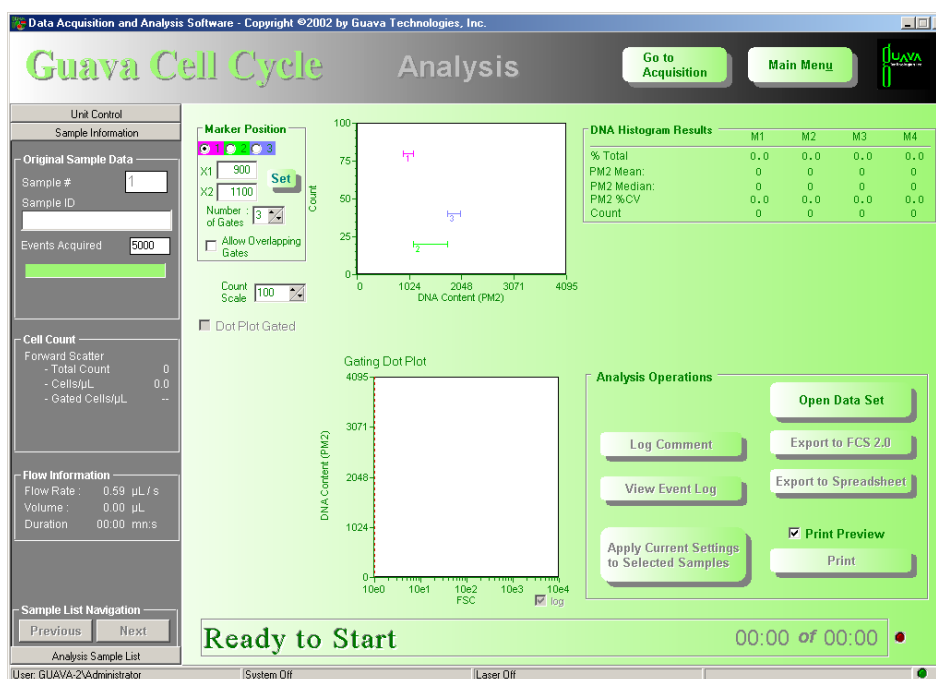 Data Acquisition and Analysis Software - Copyright ©2002 by Guava Technologies, Inc.
Guava Cell Cycle
Analysis
Go to
Acquisition
Main Menu
guava
Unit Control
Sample Information
Original Sample Data
Sample # 1
Sample ID
Events Acquired 5000
Cell Count
Forward Scatter
- Total Count 0
- Cells/µL 0.0
- Gated Cells/µL --
Flow Information
Flow Rate : 0.59 µL / s
Volume : 0.00 µL
Duration 00:00 mn:s
Sample List Navigation
Previous Next
Analysis Sample List
Marker Position
1 2 3
X1 900
X2 1100
Set
Number :
of Gates 3
Allow Overlapping
Gates
Count
Scale 100
Dot Plot Gated
100
75
50
25
0
Count
1
3
2
0 1024 2048 3071 4095
DNA Content (PM2)
DNA Histogram Results M1 M2 M3 M4
% Total 0.0 0.0 0.0 0.0
PM2 Mean: 0 0 0 0
PM2 Median: 0 0 0 0
PM2 %CV 0.0 0.0 0.0 0.0
Count 0 0 0 0
Gating Dot Plot
4095
3071
2048
1024
0
DNA Content (PM2)
10e0 10e1 10e2 10e3 10e4
FSC
log
Analysis Operations
Open Data Set
Log Comment
Export to FCS 2.0
View Event Log
Export to Spreadsheet
Apply Current Settings
to Selected Samples
Print Preview
Print
Ready to Start
00:00 of 00:00
User: GUAVA-2\Administrator System Off Laser Off